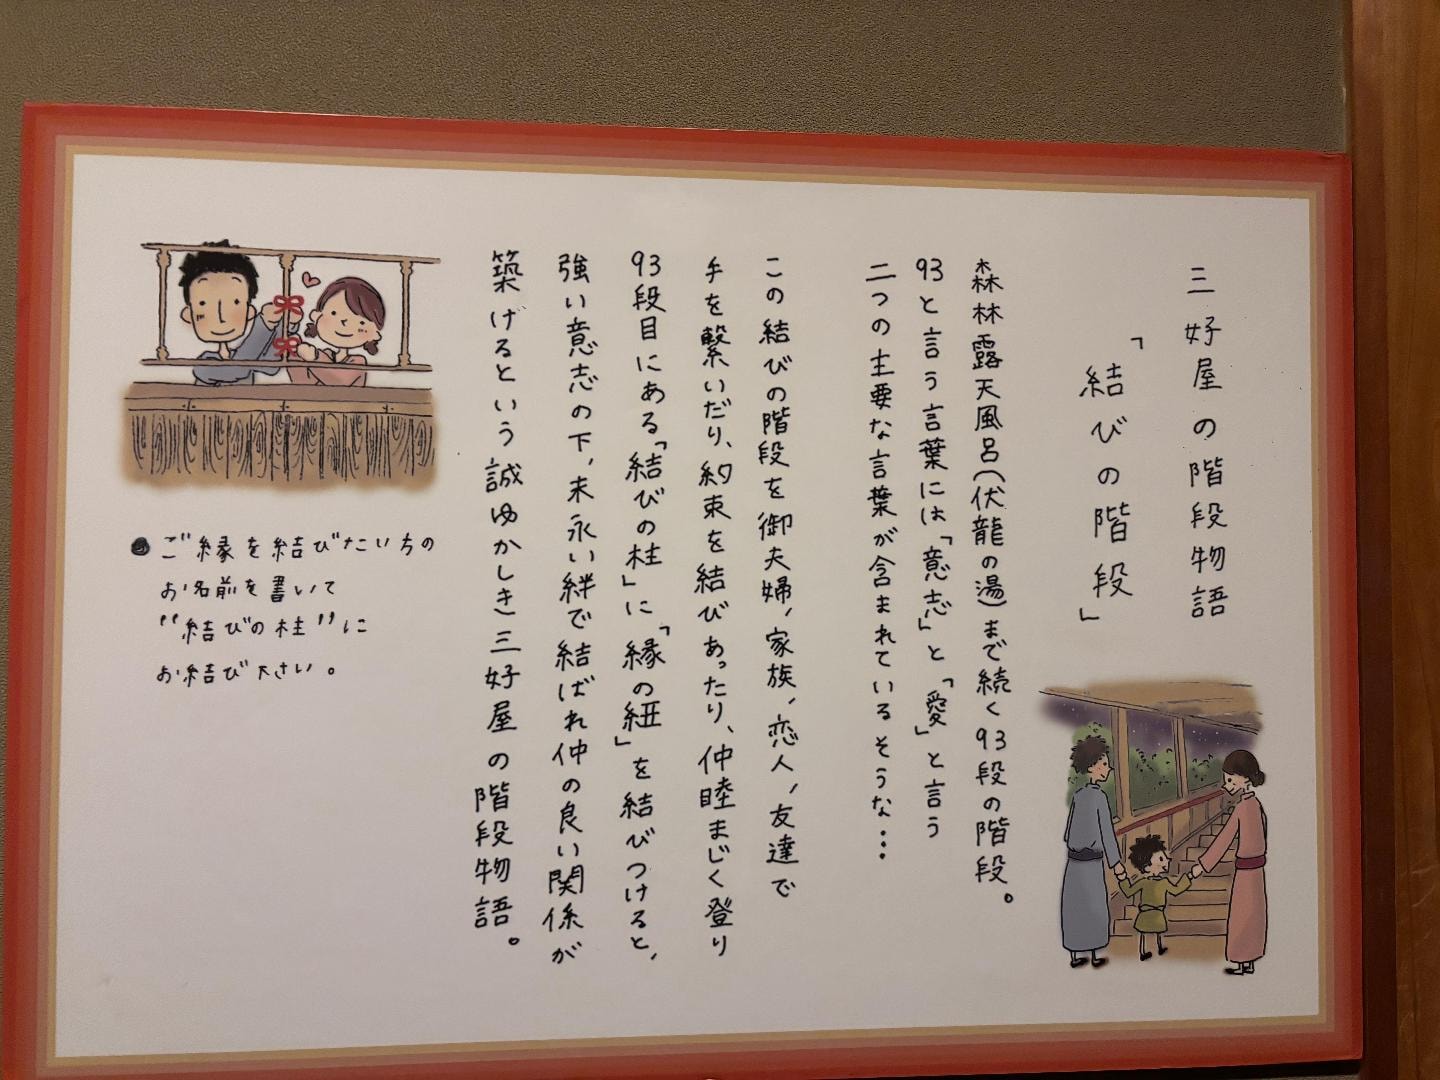 三好屋の階段物語
「結びの階段」
森林露天風呂(伏龍の湯)まで続く93段の階段。
93と言う言葉には「意志」と「愛」と言う
二つの主要な言葉が含まれているそうな…
この結びの階段を御夫婦、家族、恋人、友達で
手を繋いだり、約束を結びあったり、仲睦まじく登り
93段目にある「結びの柱」に「縁の紐」を結びつけると、
強い意志の下、末永い絆で結ばれ仲の良い関係が
築げるという誠ゆかしき三好屋の階段物語。
●ご縁を結びたい方の
お名前を書いて
"結びの柱"に
お結び下さい。